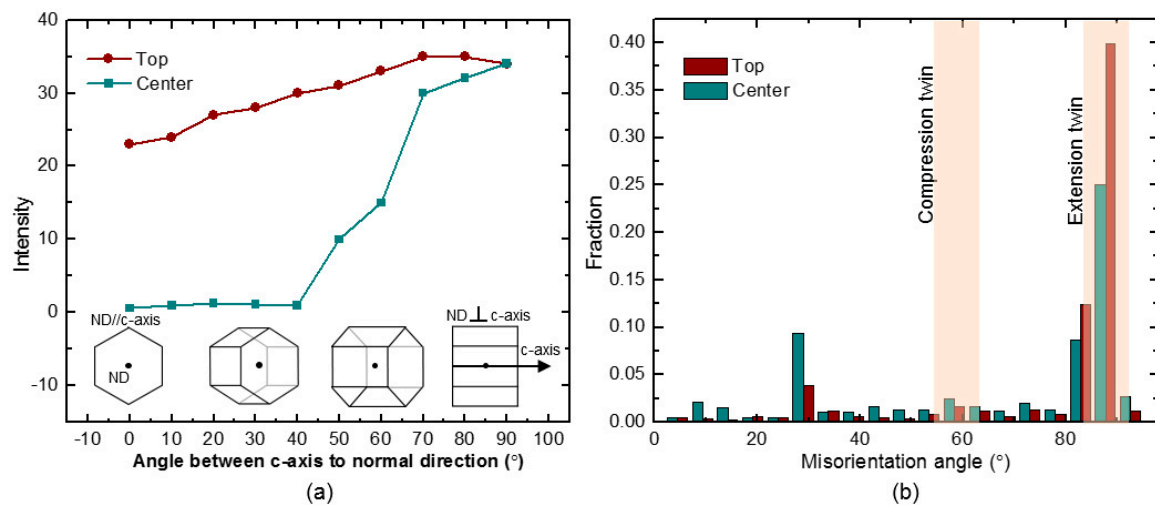 (a)
Top
Center
40
30
20
10
0
-10
Intensity
ND//c-axis
ND
ND⊥c-axis
c-axis
-10 0 10 20 30 40 50 60 70 80 90 100
Angle between c-axis to normal direction (°)
(a)
(b)
Top
Center
Compression twin
Extension twin
0.40
0.35
0.30
0.25
0.20
0.15
0.10
0.05
0.00
Fraction
0 20 40 60 80
Misorientation angle (°)
(b)